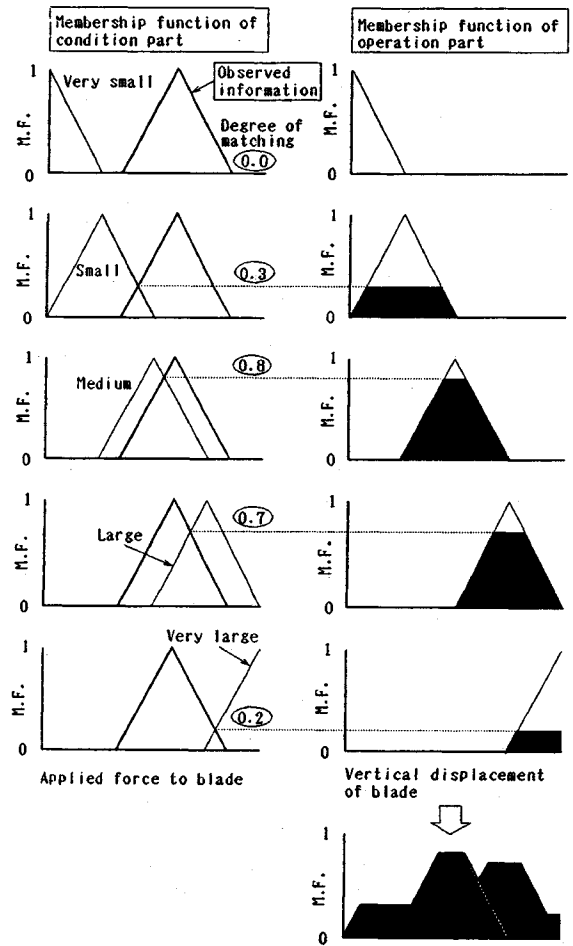 Membership function of
condition part
Membership function of
operation part
1
Very small
Observed
information
Degree of
matching
0.0
M.F.
0
1
M.F.
0
1
Small
0.3
M.F.
0
1
M.F.
0
1
Medium
0.8
M.F.
0
1
M.F.
0
1
Large
0.7
M.F.
0
1
M.F.
0
1
Very large
0.2
M.F.
0
1
M.F.
0
Applied force to blade
Vertical displacement
of blade
1
M.F.
0